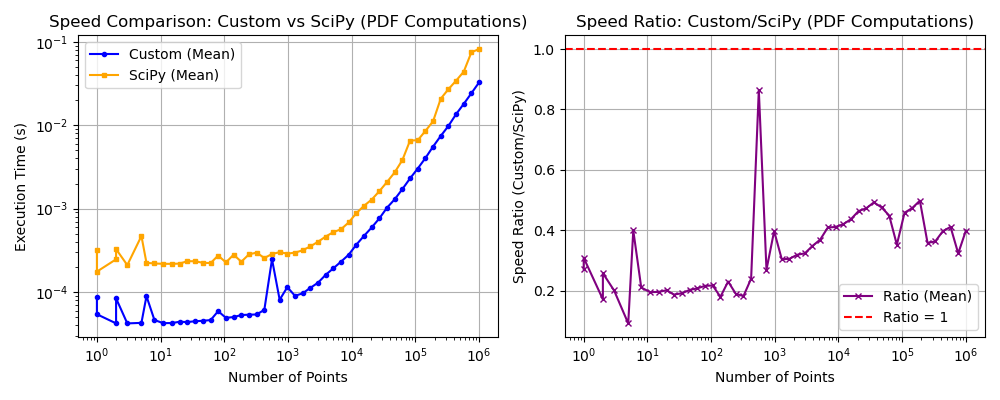 Speed Comparison: Custom vs SciPy (PDF Computations)
Custom (Mean)
SciPy (Mean)
10⁻¹
10⁻²
10⁻³
10⁻⁴
Execution Time (s)
10⁰ 10¹ 10² 10³ 10⁴ 10⁵ 10⁶
Number of Points
Speed Ratio: Custom/SciPy (PDF Computations)
1.0
0.8
0.6
0.4
0.2
Speed Ratio (Custom/SciPy)
Ratio (Mean)
Ratio = 1
10⁰ 10¹ 10² 10³ 10⁴ 10⁵ 10⁶
Number of Points